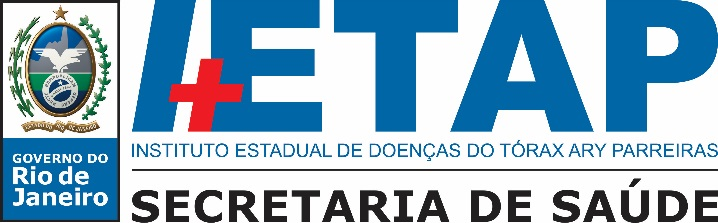 IETAP
INSTITUTO ESTADUAL DE DOENÇAS DO TÓRAX ARY PARREIRAS
GOVERNO DO
Rio de
Janeiro
SECRETARIA DE SAÚDE